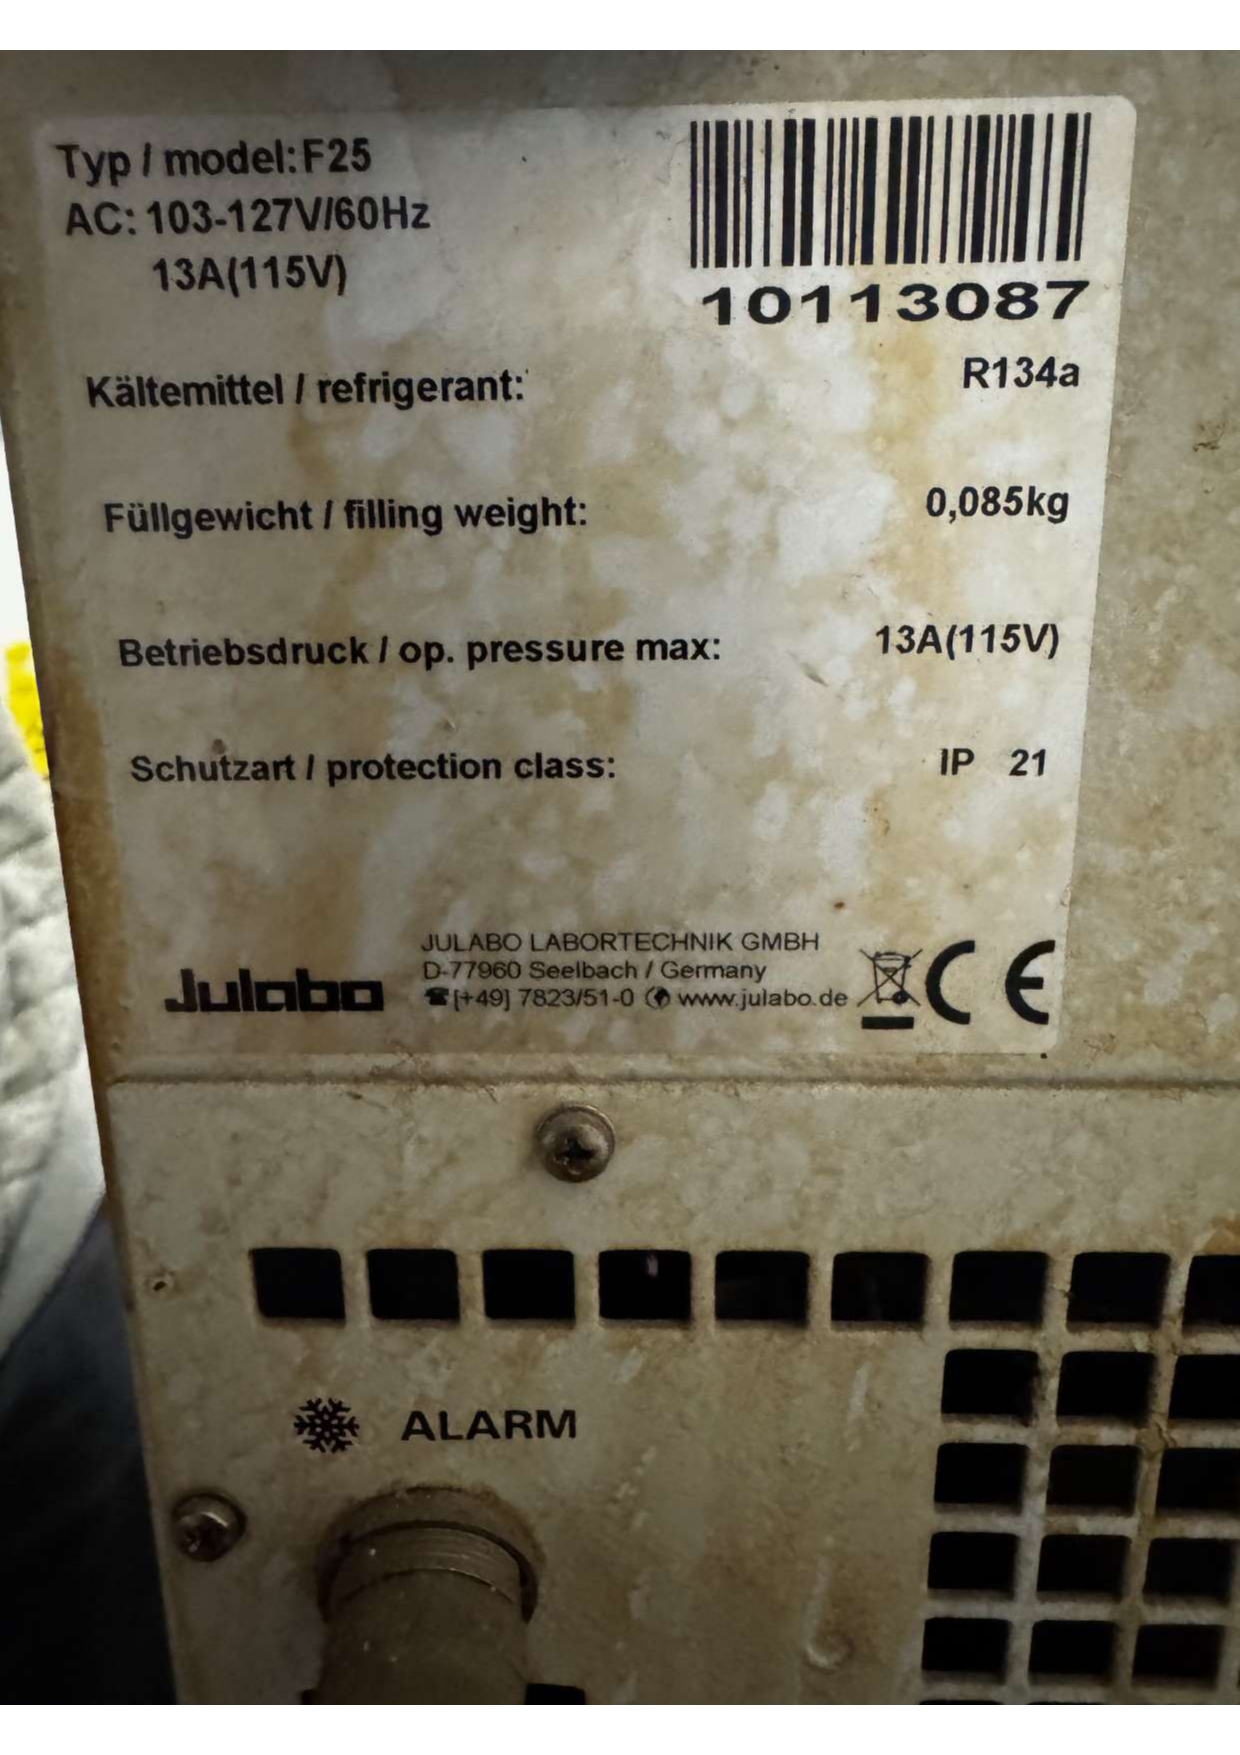 Typ / model: F25
AC: 103-127V/60Hz
13A(115V)
10113087
Kältemittel / refrigerant: R134a
Füllgewicht / filling weight: 0,085kg
Betriebsdruck / op. pressure max: 13A(115V)
Schutzart / protection class: IP 21
Julabo
JULABO LABORTECHNIK GMBH
D-77960 Seelbach / Germany
☎ [+49] 7823/51-0 www.julabo.de
CE
ALARM